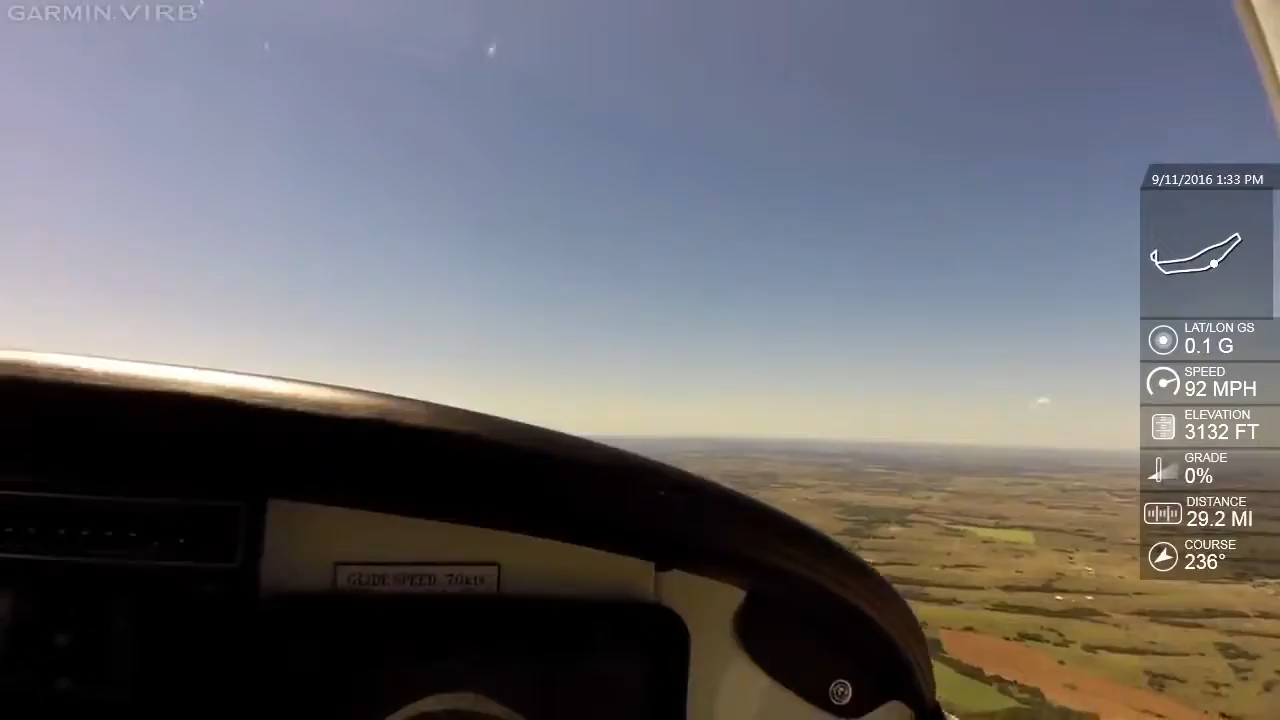 GARMIN.VIRB
9/11/2016 1:33 PM
LAT/LON GS
0.1 G
SPEED
92 MPH
ELEVATION
3132 FT
GRADE
0%
DISTANCE
29.2 MI
COURSE
236°
GLIDE SPEED 70kts